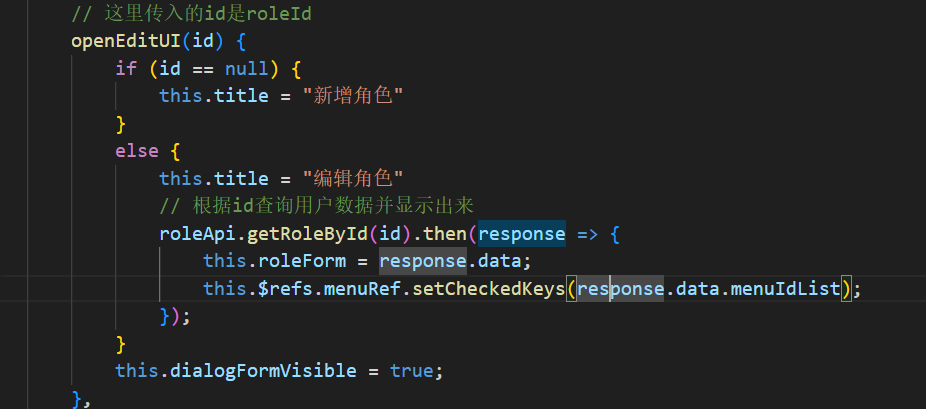 // 这里传入的id是roleId
openEditUI(id) {
if (id == null) {
this.title = "新增角色"
}
else {
this.title = "编辑角色"
// 根据id查询用户数据并显示出来
roleApi.getRoleById(id).then(response => {
this.roleForm = response.data;
this.$refs.menuRef.setCheckedKeys(response.data.menuIdList);
});
}
this.dialogFormVisible = true;
},